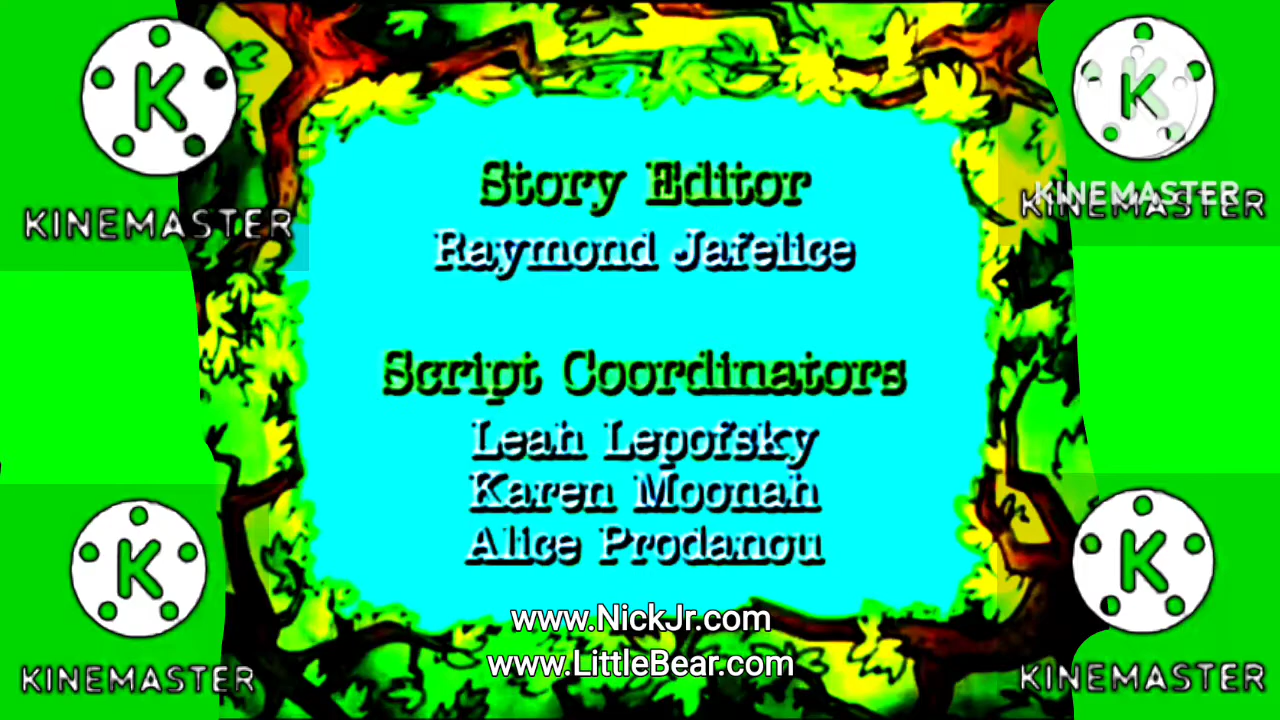 K
KINEMASTER
K
KINEMASTER
KINEMASTER
Story Editor
Raymond Jafelice
Script Coordinators
Leah Lepofsky
Karen Moonah
Alice Prodanou
www.NickJr.com
www.LittleBear.com
K
KINEMASTER
K
KINEMASTER